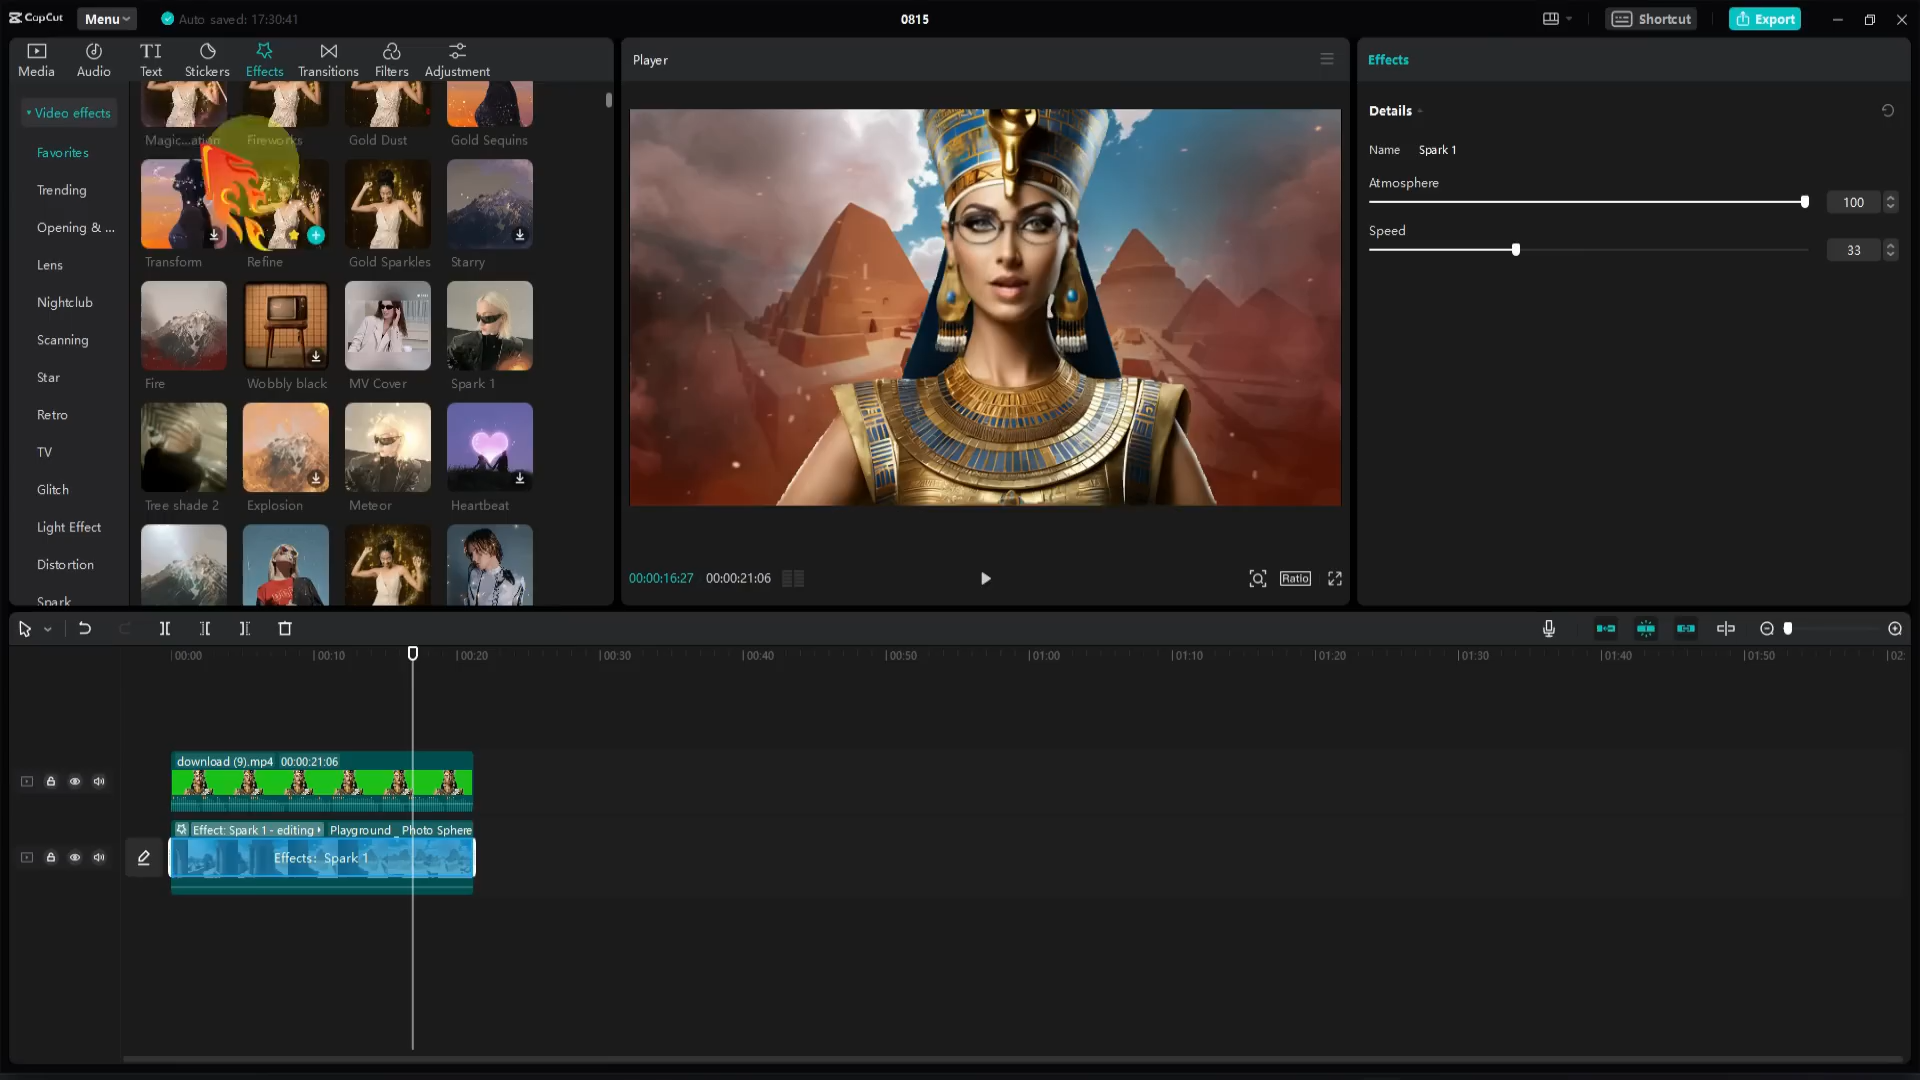 CapCut Menu Auto saved: 17:30:41 0815 Shortcut Export
Media Audio Text Stickers Effects Transitions Filters Adjustment
TI
Player
Effects
Video effects
Favorites
Trending
Opening & ...
Lens
Nightclub
Scanning
Star
Retro
TV
Glitch
Light Effect
Distortion
Spark
Magic...ation Fireworks Gold Dust Gold Sequins
Transform Refine Gold Sparkles Starry
Fire Wobbly black MV Cover Spark 1
Tree shade 2 Explosion Meteor Heartbeat
00:00:16:27 00:00:21:06
Ratio
Details
Name Spark 1
Atmosphere
100
Speed
33
00:00 00:10 00:20 00:30 00:40 00:50 01:00 01:10 01:20 01:30 01:40 01:50 02:
download (9).mp4 00:00:21:06
Effect: Spark 1 - editing Playground _ Photo Sphere
Effects: Spark 1